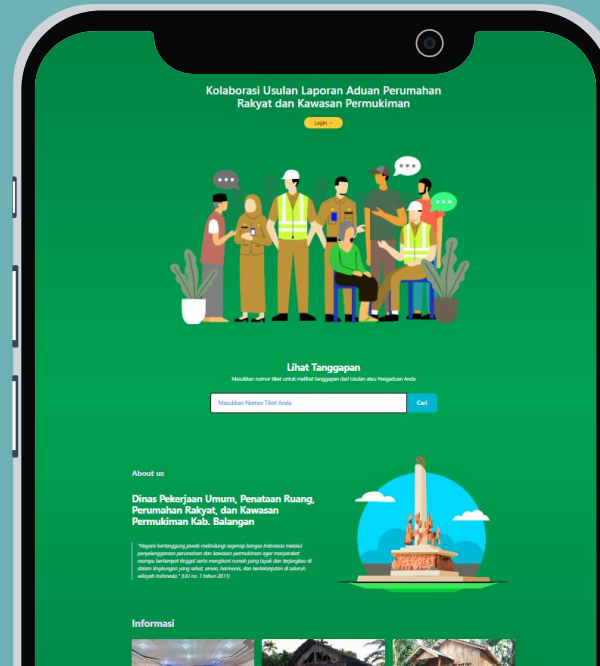 Kolaborasi Usulan Laporan Aduan Perumahan
Rakyat dan Kawasan Permukiman
Login
Lihat Tanggapan
Masukkan nomor tiket untuk melihat tanggapan dari Usulan atau Pengaduan Anda
Masukkan Nomor Tiket Anda
Cari
About us
Dinas Pekerjaan Umum, Penataan Ruang,
Perumahan Rakyat, dan Kawasan
Permukiman Kab. Balangan
"Negara bertanggung jawab melindungi segenap bangsa Indonesia melalui
penyelenggaraan perumahan dan kawasan permukiman agar masyarakat
mampu bertempat tinggal serta menghuni rumah yang layak dan terjangkau di
dalam lingkungan yang sehat, aman, harmonis, dan berkelanjutan di seluruh
wilayah Indonesia." (UU no. 1 tahun 2011)
Informasi